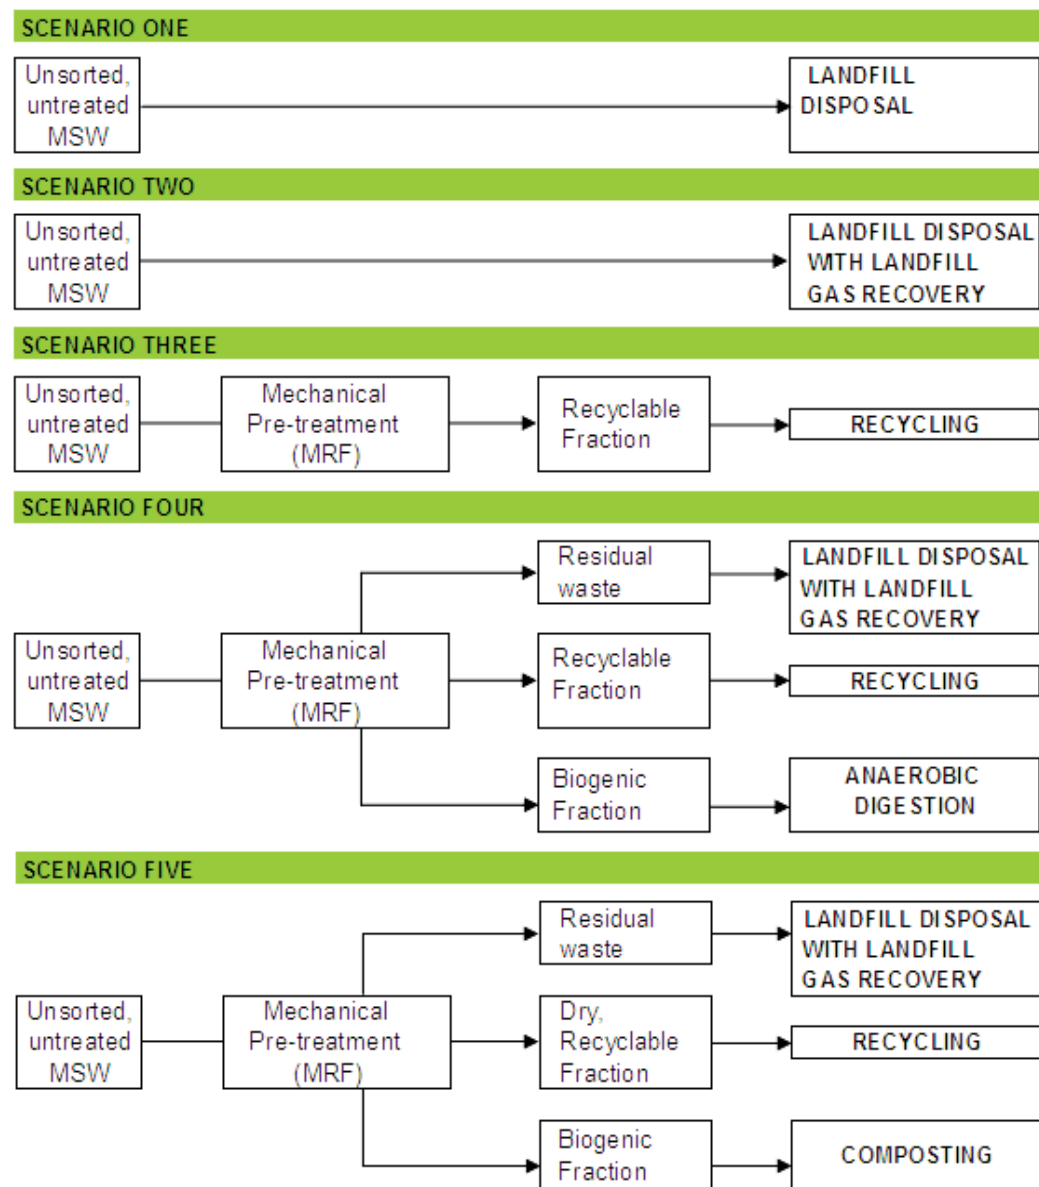 SCENARIO ONE
Unsorted,
untreated
MSW
LANDFILL
DISPOSAL
SCENARIO TWO
Unsorted,
untreated
MSW
LANDFILL DISPOSAL
WITH LANDFILL
GAS RECOVERY
SCENARIO THREE
Unsorted,
untreated
MSW
Mechanical
Pre-treatment
(MRF)
Recyclable
Fraction
RECYCLING
SCENARIO FOUR
Unsorted,
untreated
MSW
Mechanical
Pre-treatment
(MRF)
Residual
waste
LANDFILL DISPOSAL
WITH LANDFILL
GAS RECOVERY
Recyclable
Fraction
RECYCLING
Biogenic
Fraction
ANAEROBIC
DIGESTION
SCENARIO FIVE
Unsorted,
untreated
MSW
Mechanical
Pre-treatment
(MRF)
Residual
waste
LANDFILL DISPOSAL
WITH LANDFILL
GAS RECOVERY
Dry,
Recyclable
Fraction
RECYCLING
Biogenic
Fraction
COMPOSTING